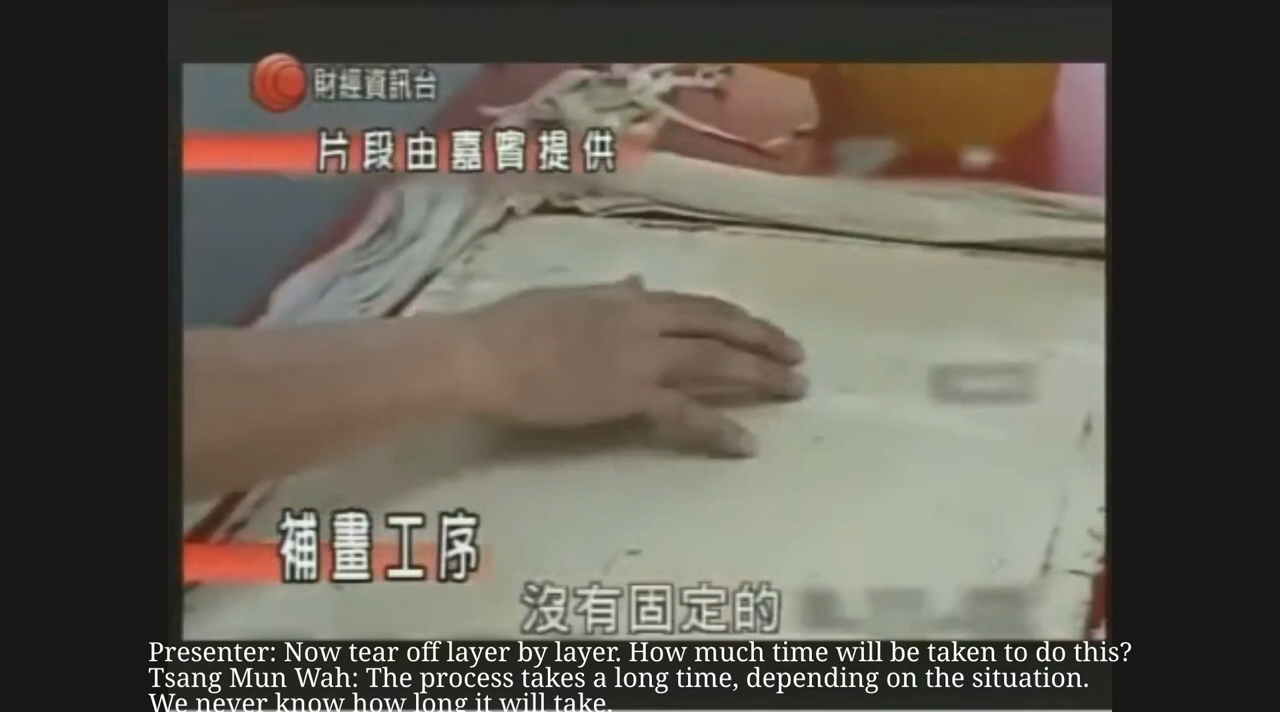 財經資訊台
片段由嘉賓提供
補畫工序
沒有固定的
Presenter: Now tear off layer by layer. How much time will be taken to do this?
Tsang Mun Wah: The process takes a long time, depending on the situation.
We never know how long it will take.